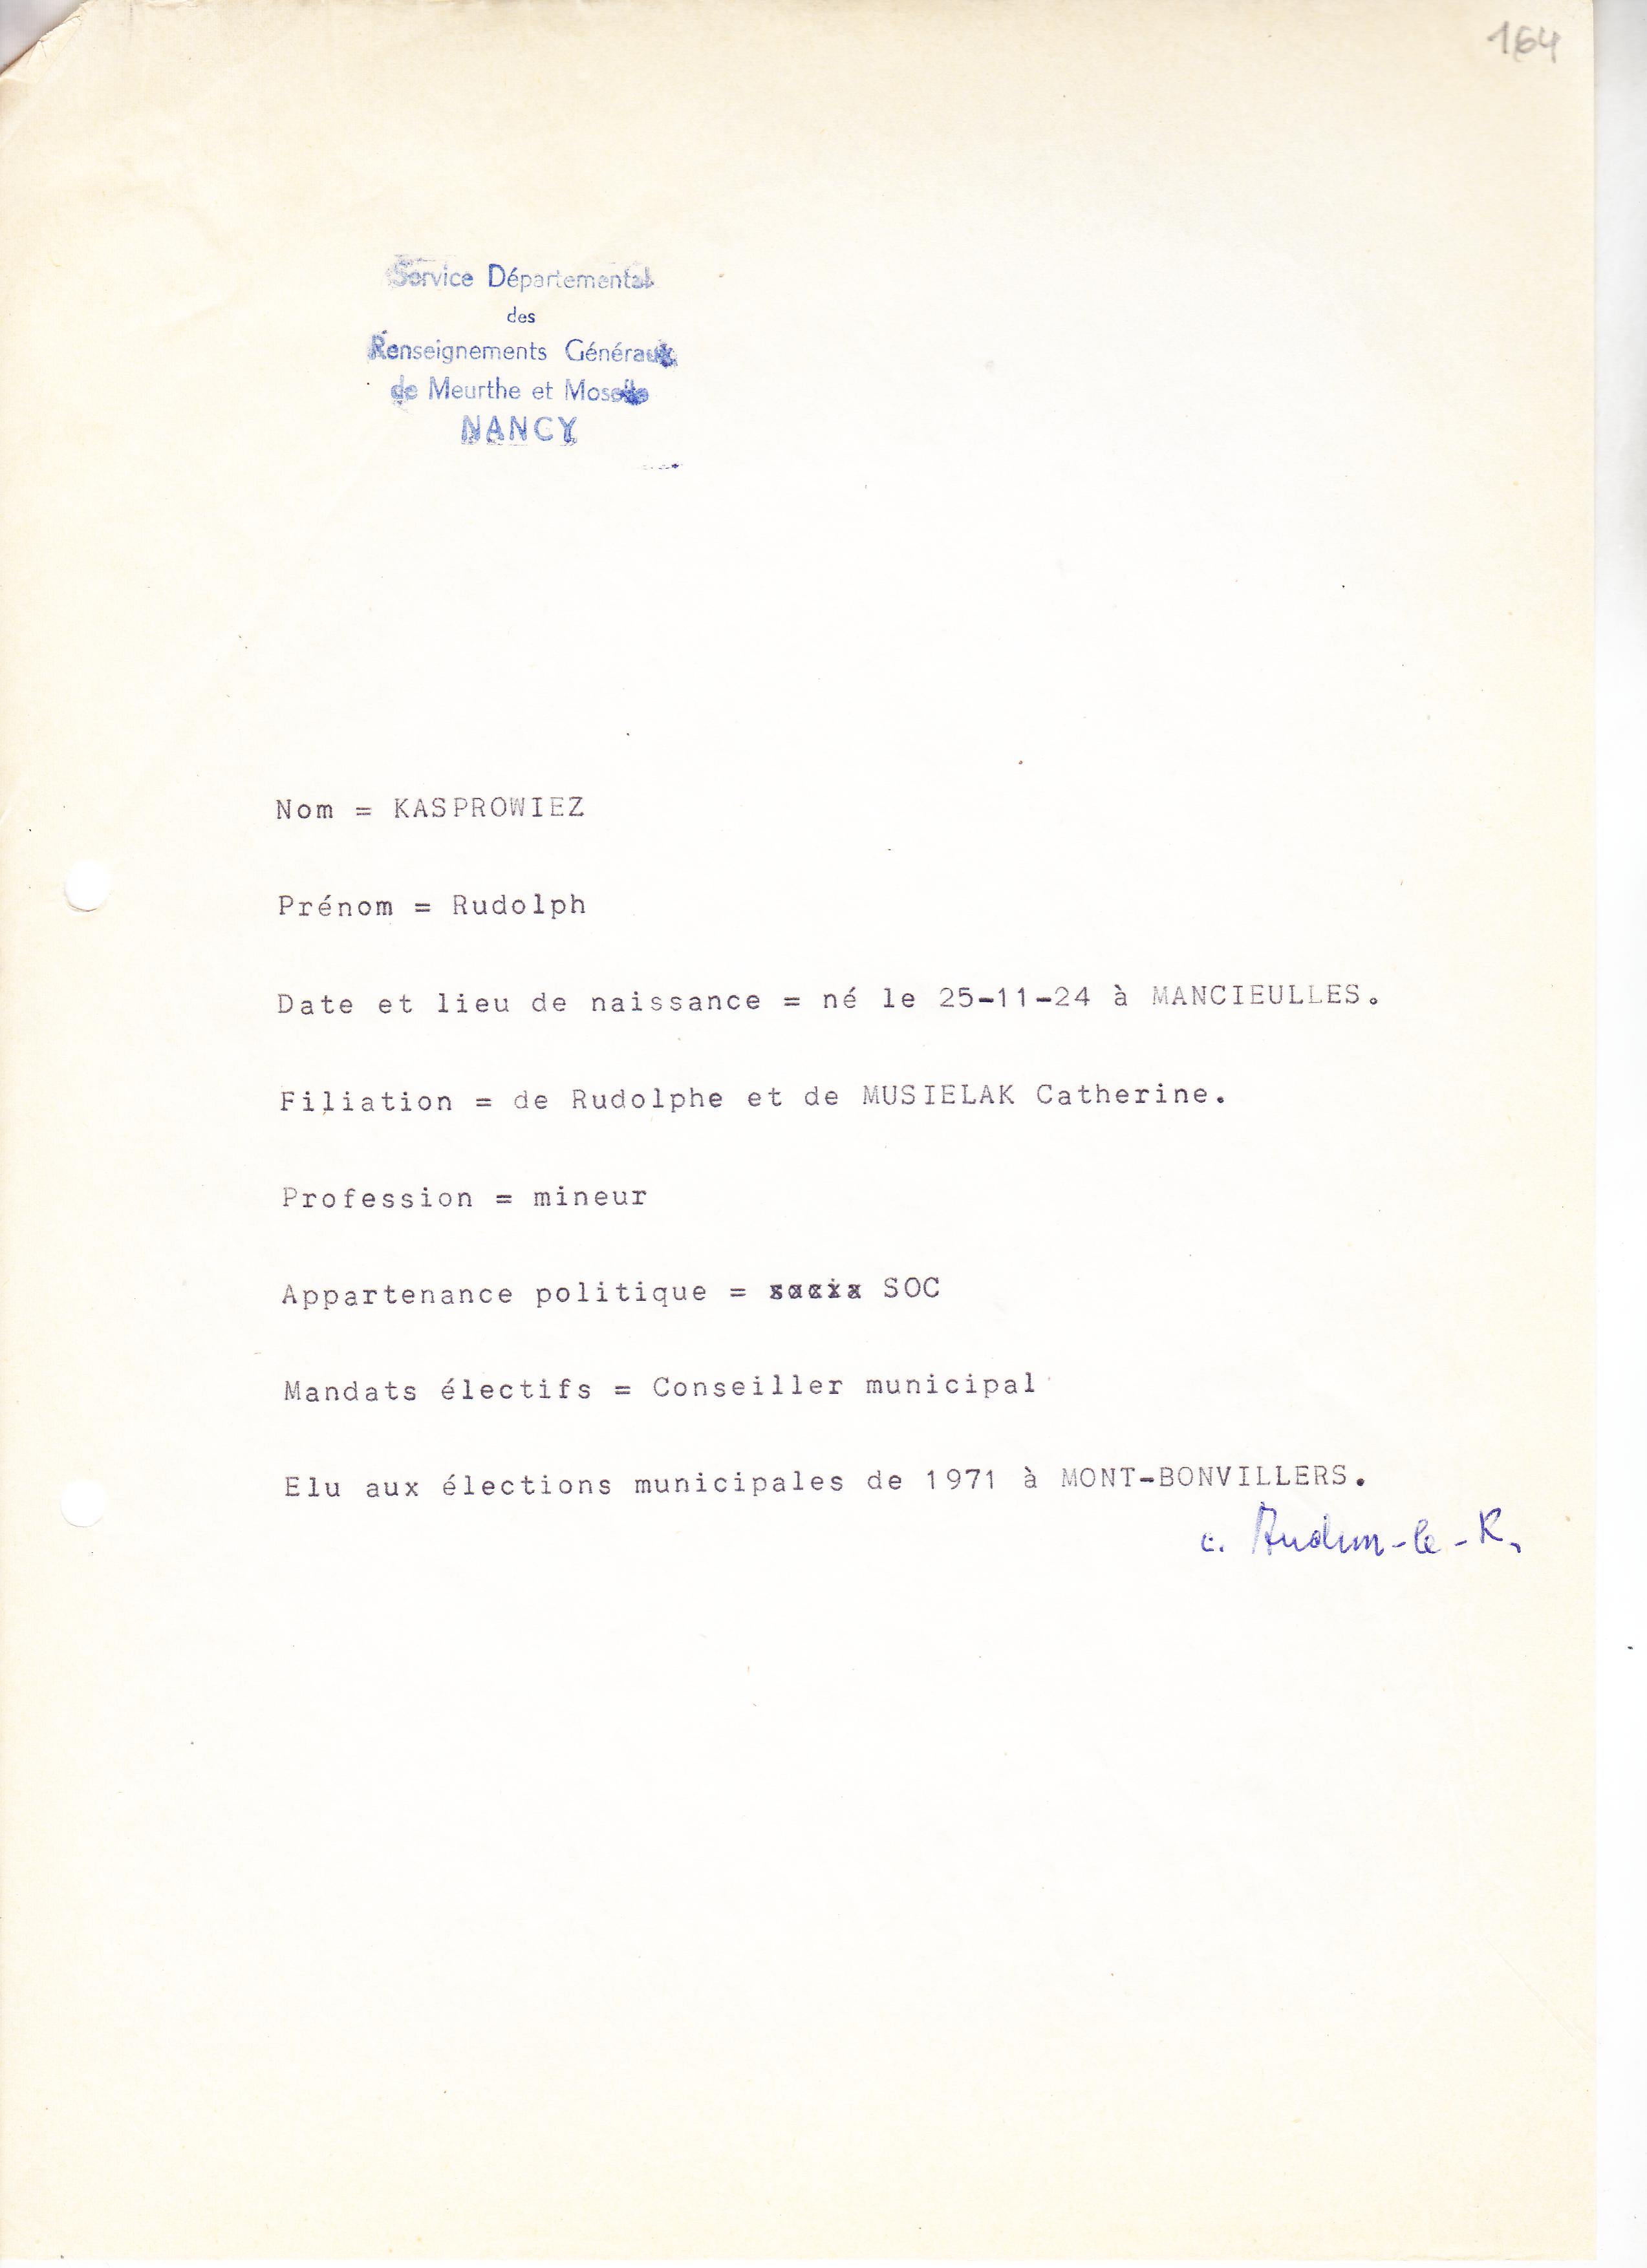 164
Service Départemental
des
Renseignements Généraux
de Meurthe et Moselle
NANCY
Nom = KASPROWIEZ
Prénom = Rudolph
Date et lieu de naissance = né le 25-11-24 à MANCIEULLES.
Filiation = de Rudolphe et de MUSIELAK Catherine.
Profession = mineur
Appartenance politique = SOC
Mandats électifs = Conseiller municipal
Elu aux élections municipales de 1971 à MONT-BONVILLERS.
c. Audun-le-R.